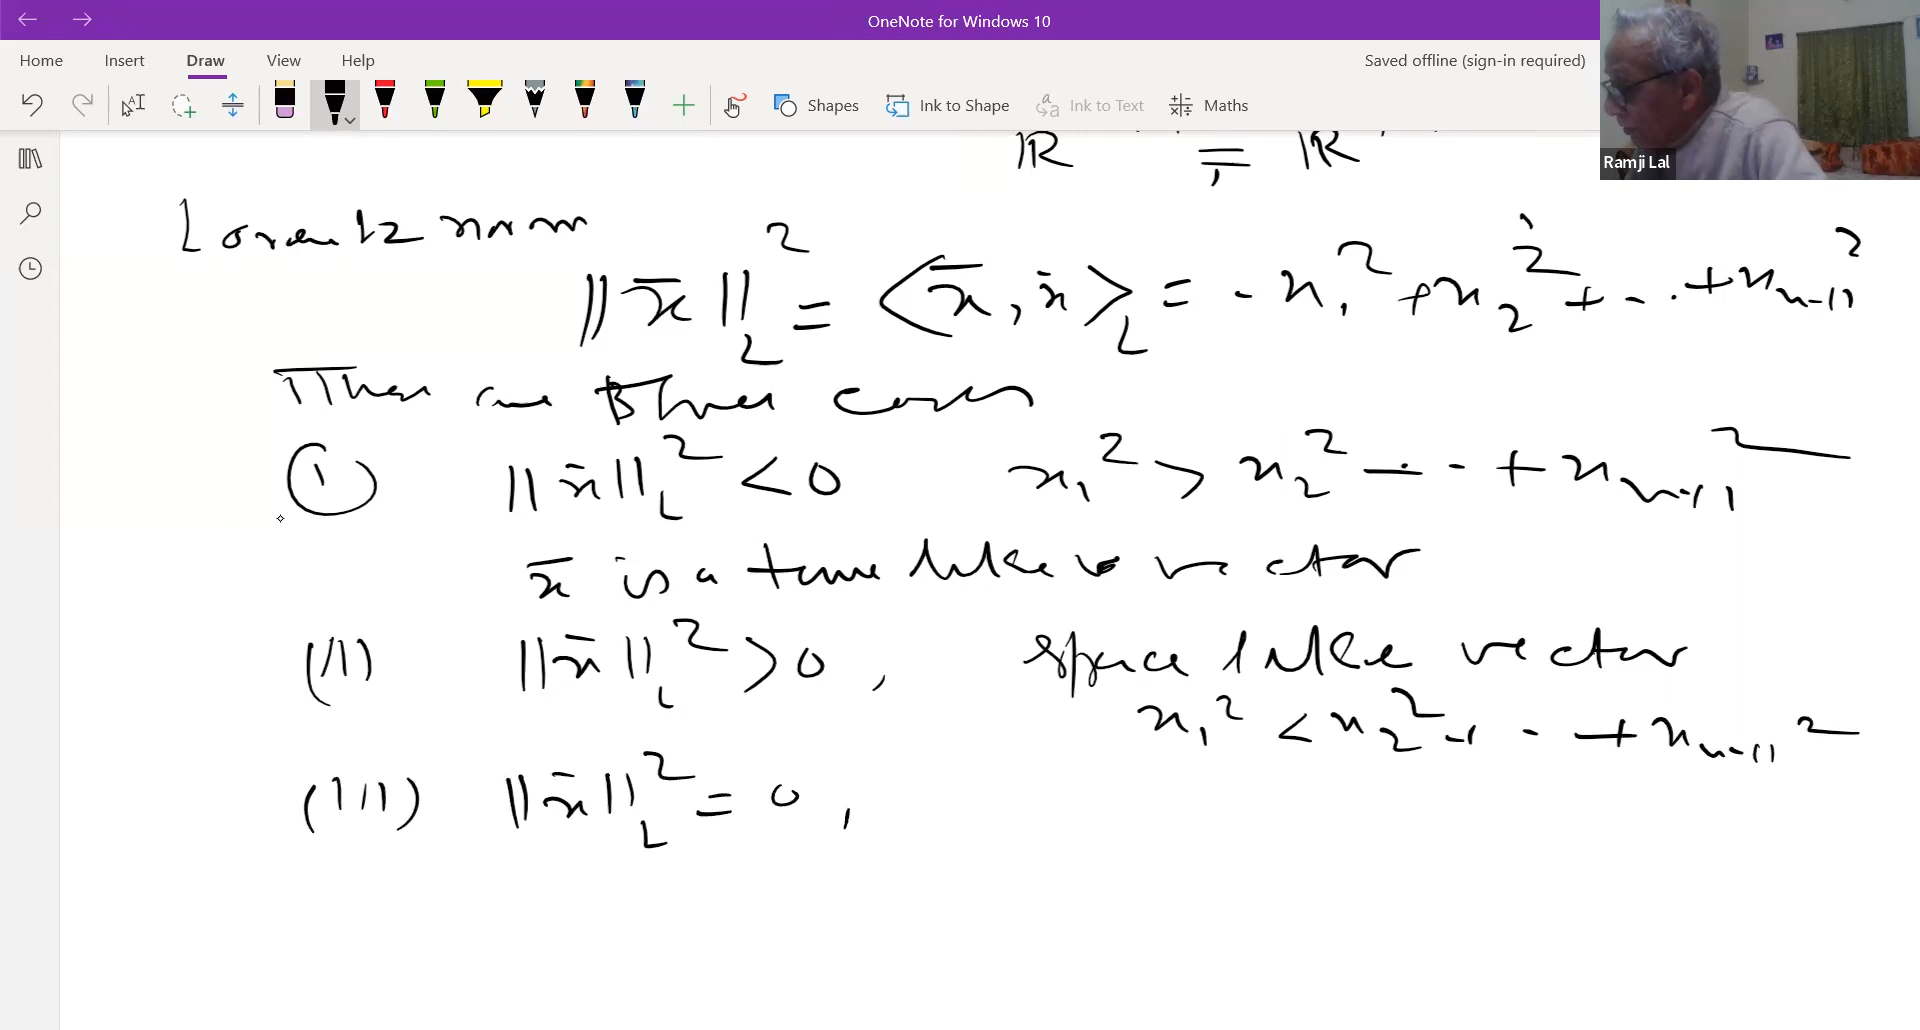 OneNote for Windows 10
Home Insert Draw View Help Saved offline (sign-in required)
Shapes Ink to Shape Ink to Text Maths
Ramji Lal
ℝ = ℝ
Lorentz norm
||x̄||_L^2 = <x̄, x̄>_L = -x_1^2 + x_2^2 + - . + x_{n+1}^2
Then are three cases
(1) ||x̄||_L^2 < 0 x_1^2 > x_2^2 + - - + x_{n+1}^2
x̄ is a time like vector
(II) ||x̄||_L^2 > 0, space like vector
x_1^2 < x_2^2 + - - + x_{n+1}^2
(III) ||x̄||_L^2 = 0,